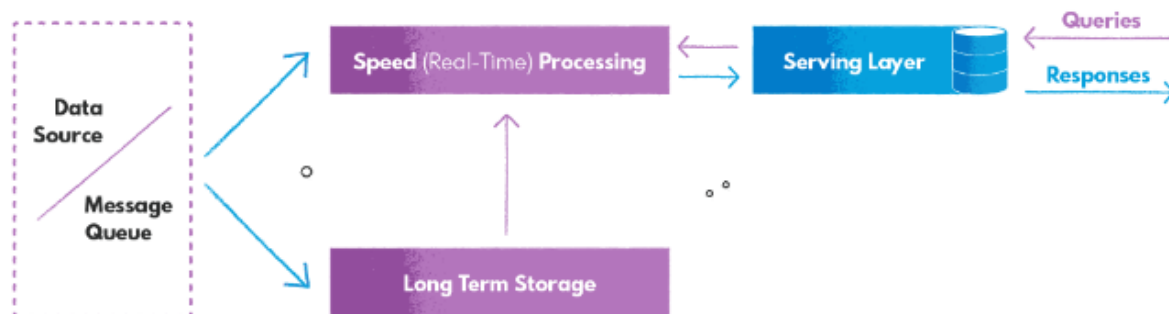 Data
Source
Message
Queue
Speed (Real-Time) Processing
Serving Layer
Queries
Responses
Long Term Storage